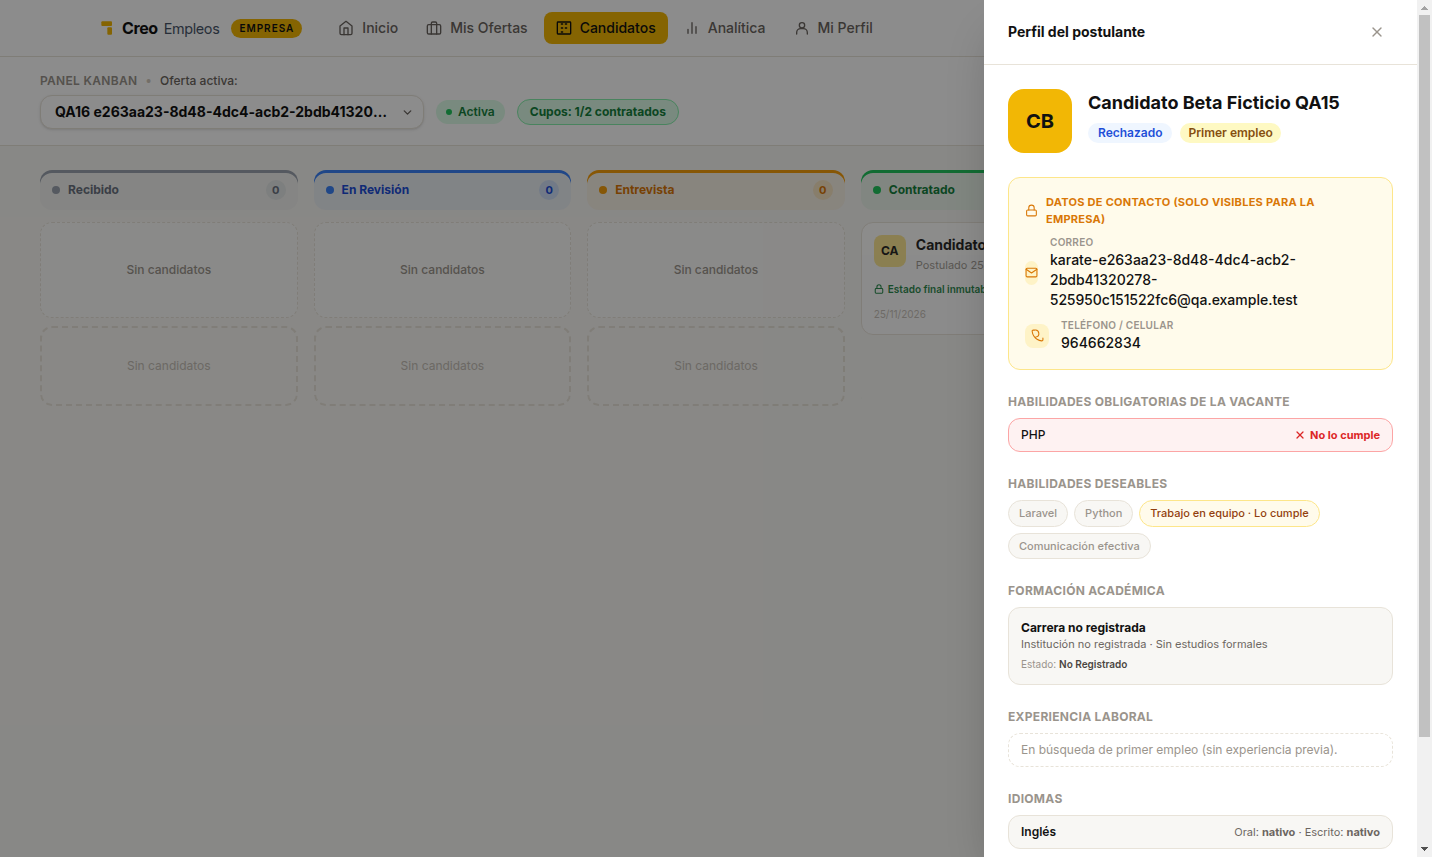 Creo Empleos EMPRESA Inicio Mis Ofertas Candidatos Analítica Mi Perfil
PANEL KANBAN • Oferta activa:
QA16 e263aa23-8d48-4dc4-acb2-2bdb41320... Activa Cupos: 1/2 contratados
Recibido 0 En Revisión 0 Entrevista 0 Contratado
Sin candidatos Sin candidatos Sin candidatos
CA Candidato
Postulado 25
Estado final inmutab
25/11/2026
Sin candidatos Sin candidatos Sin candidatos
Perfil del postulante
CB
Candidato Beta Ficticio QA15
Rechazado Primer empleo
DATOS DE CONTACTO (SOLO VISIBLES PARA LA
EMPRESA)
CORREO
karate-e263aa23-8d48-4dc4-acb2-
2bdb41320278-
525950c151522fc6@qa.example.test
TELÉFONO / CELULAR
964662834
HABILIDADES OBLIGATORIAS DE LA VACANTE
PHP No lo cumple
HABILIDADES DESEABLES
Laravel Python Trabajo en equipo · Lo cumple
Comunicación efectiva
FORMACIÓN ACADÉMICA
Carrera no registrada
Institución no registrada · Sin estudios formales
Estado: No Registrado
EXPERIENCIA LABORAL
En búsqueda de primer empleo (sin experiencia previa).
IDIOMAS
Inglés Oral: nativo · Escrito: nativo